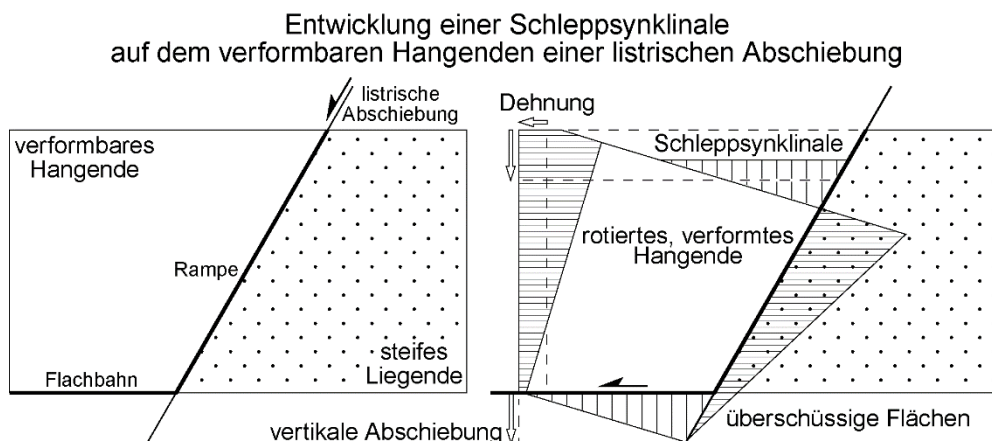 Entwicklung einer Schleppsynklinale
auf dem verformbaren Hangenden einer listrischen Abschiebung
listrische
Abschiebung
verformbares
Hangende
Rampe
steifes
Liegende
Flachbahn
Dehnung
Schleppsynklinale
rotiertes, verformtes
Hangende
überschüssige Flächen
vertikale Abschiebung